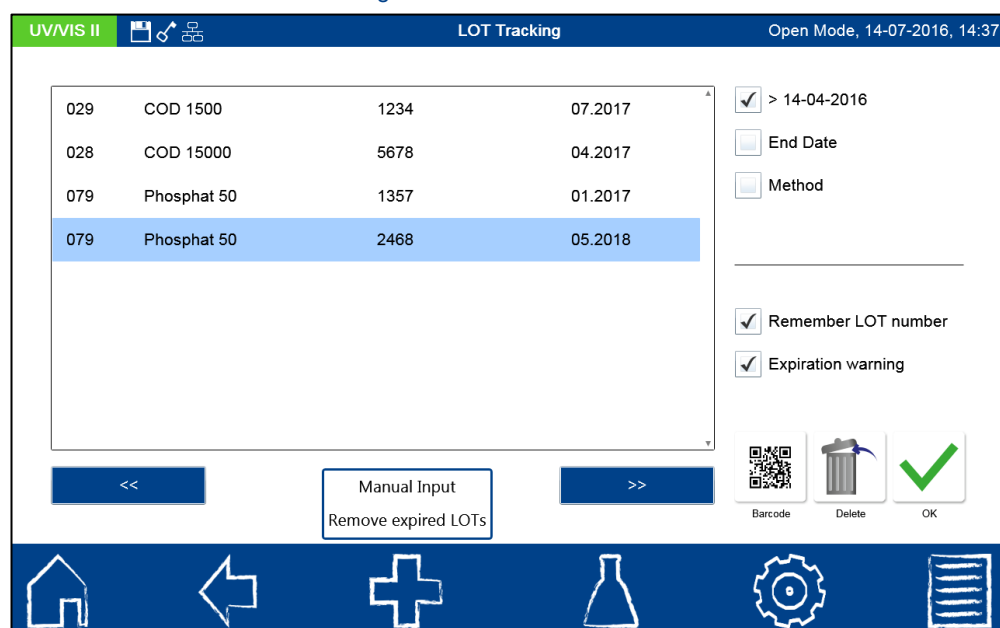 UV/VIS II LOT Tracking Open Mode, 14-07-2016, 14:37
029 COD 1500 1234 07.2017
028 COD 15000 5678 04.2017
079 Phosphat 50 1357 01.2017
079 Phosphat 50 2468 05.2018
> 14-04-2016
End Date
Method
Remember LOT number
Expiration warning
Barcode Delete OK
<< Manual Input >>
Remove expired LOTs